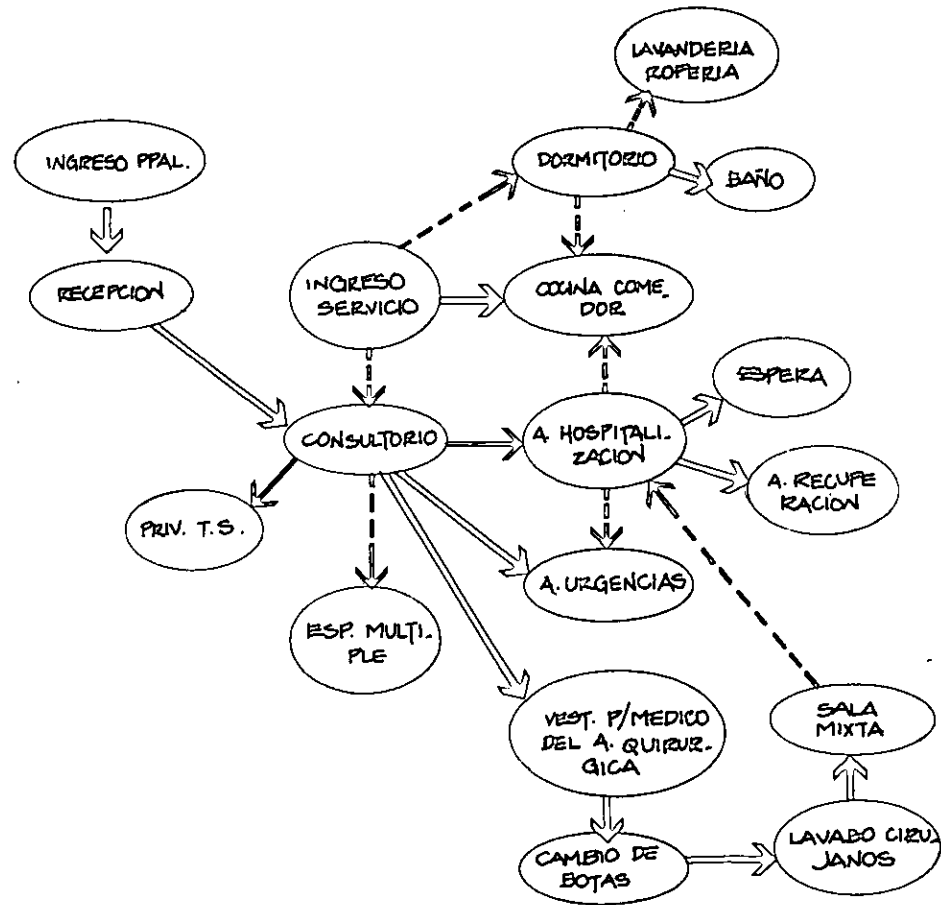 LAVANDERIA
ROPERIA
INGRESO PPAL.
DORMITORIO
BAÑO
RECEPCION
INGRESO
SERVICIO
COCINA COME-
DOR
ESPERA
CONSULTORIO
A. HOSPITALI-
ZACION
A. RECUPE
RACION
PRIV. T.S.
A. URGENCIAS
ESP. MULTI-
PLE
VEST. P/MEDICO
DEL A. QUIRUR-
GICA
SALA
MIXTA
CAMBIO DE
BOTAS
LAVABO CIRU-
JANOS